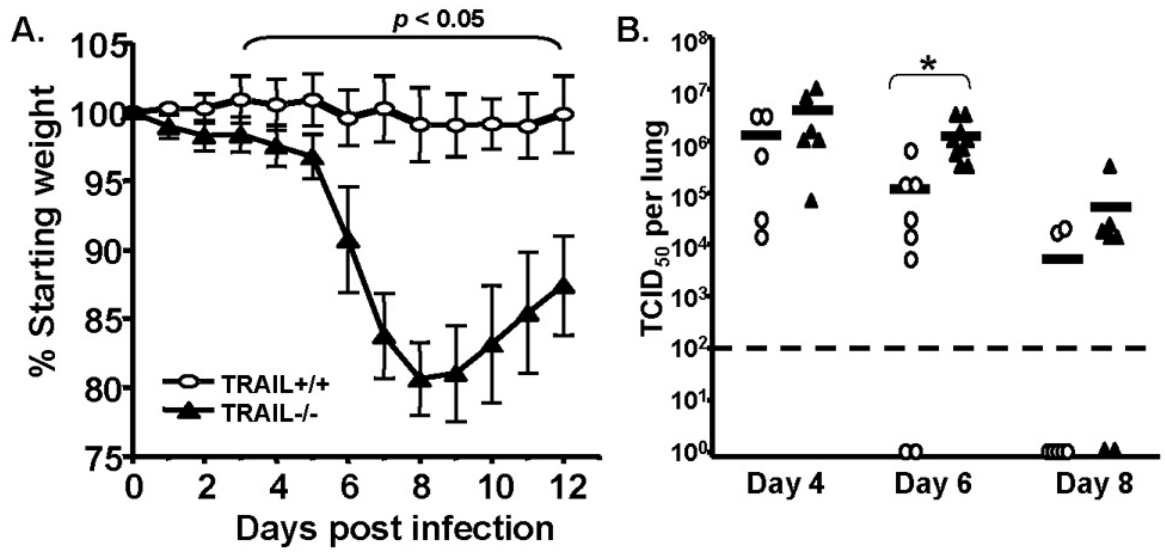 A.
p < 0.05
105
100
95
90
85
80
75
% Starting weight
TRAIL+/+
TRAIL-/-
0 2 4 6 8 10 12
Days post infection
B.
*
10⁸
10⁷
10⁶
10⁵
10⁴
10³
10²
10¹
10⁰
TCID₅₀ per lung
Day 4 Day 6 Day 8